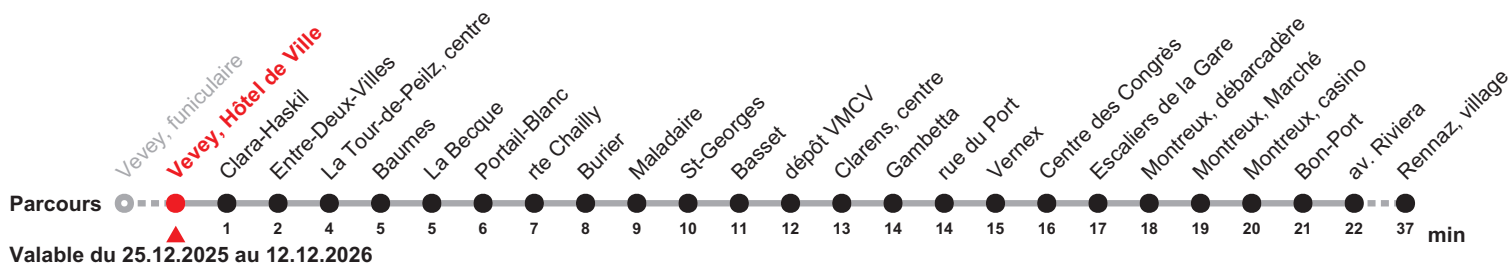 Vevey, funiculaire
Vevey, Hôtel de Ville
Clara-Haskil
Entre-Deux-Villes
La Tour-de-Peilz, centre
Baumes
La Becque
Portail-Blanc
rte Chailly
Burier
Maladaire
St-Georges
Basset
dépôt VMCV
Clarens, centre
Gambetta
rue du Port
Vernex
Centre des Congrès
Escaliers de la Gare
Montreux, débarcadère
Montreux, Marché
Montreux, casino
Bon-Port
av. Riviera
Rennaz, village
Parcours
1 2 4 5 5 6 7 8 9 10 11 12 13 14 14 15 16 17 18 19 20 21 22 37 min
Valable du 25.12.2025 au 12.12.2026